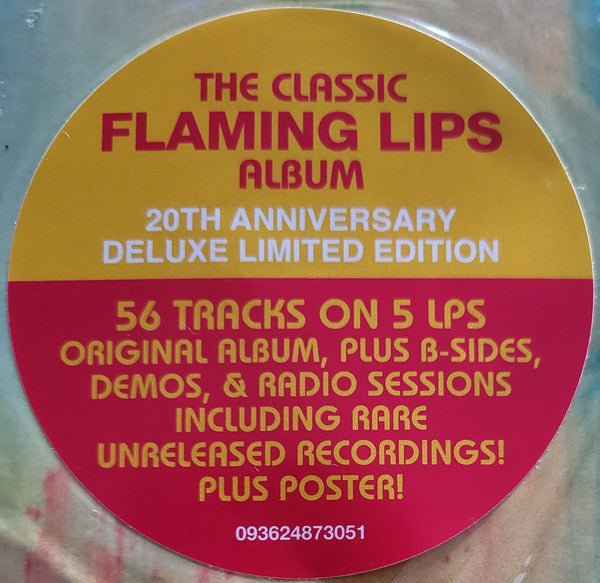 THE CLASSIC
FLAMING LIPS
ALBUM
20TH ANNIVERSARY
DELUXE LIMITED EDITION
56 TRACKS ON 5 LPS
ORIGINAL ALBUM, PLUS B-SIDES,
DEMOS, & RADIO SESSIONS
INCLUDING RARE
UNRELEASED RECORDINGS!
PLUS POSTER!
093624873051